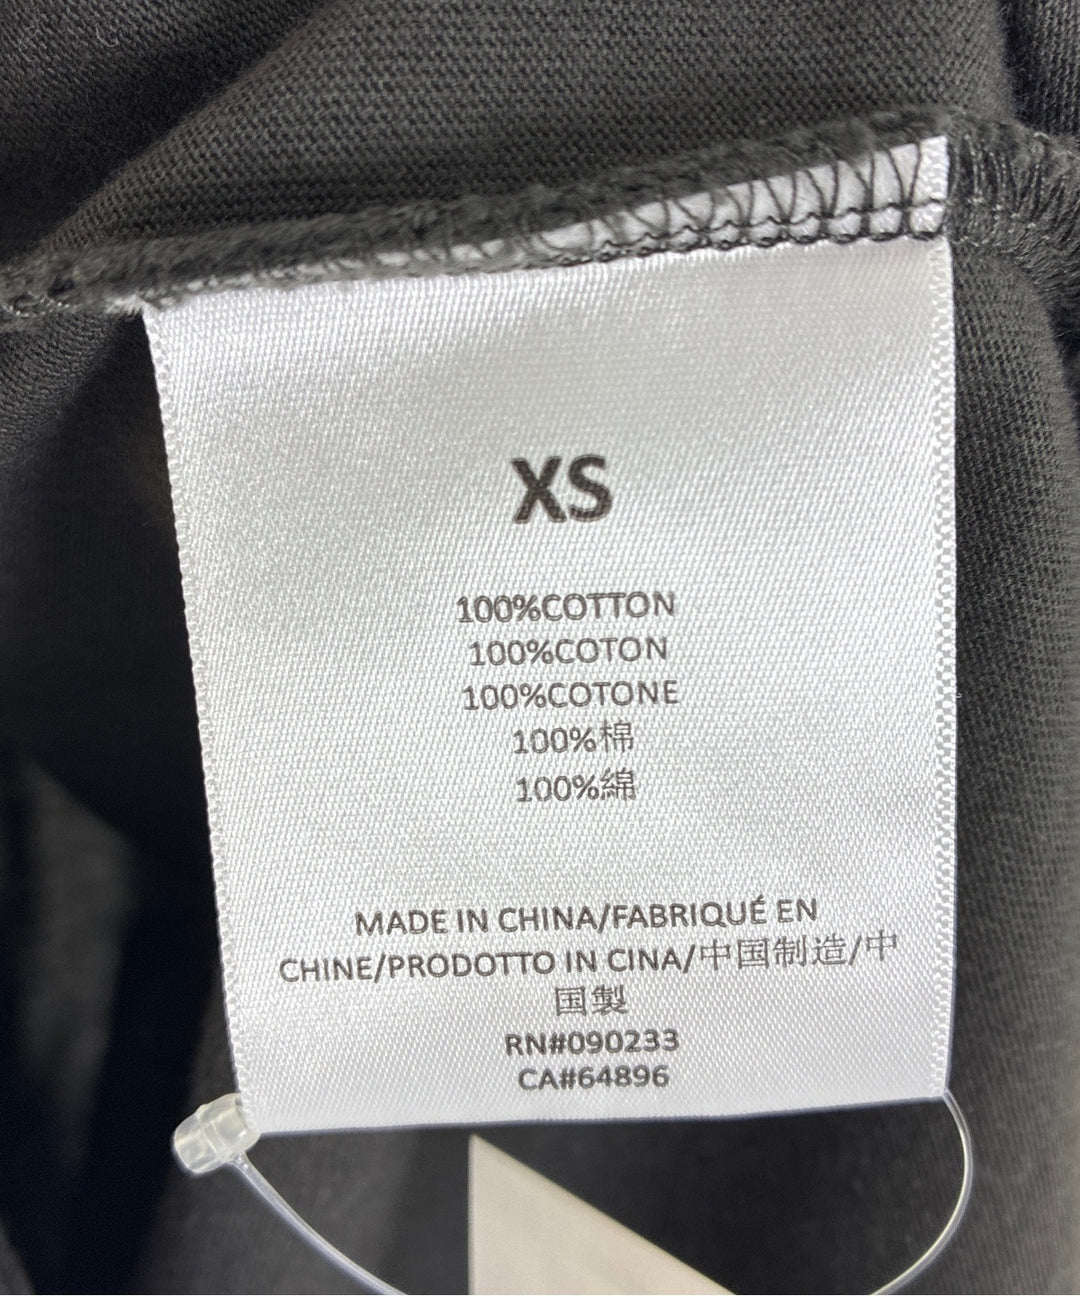 XS
100%COTTON
100%COTON
100%COTONE
100%棉
100%綿
MADE IN CHINA/FABRIQUÉ EN
CHINE/PRODOTTO IN CINA/中国制造/中
国製
RN#090233
CA#64896